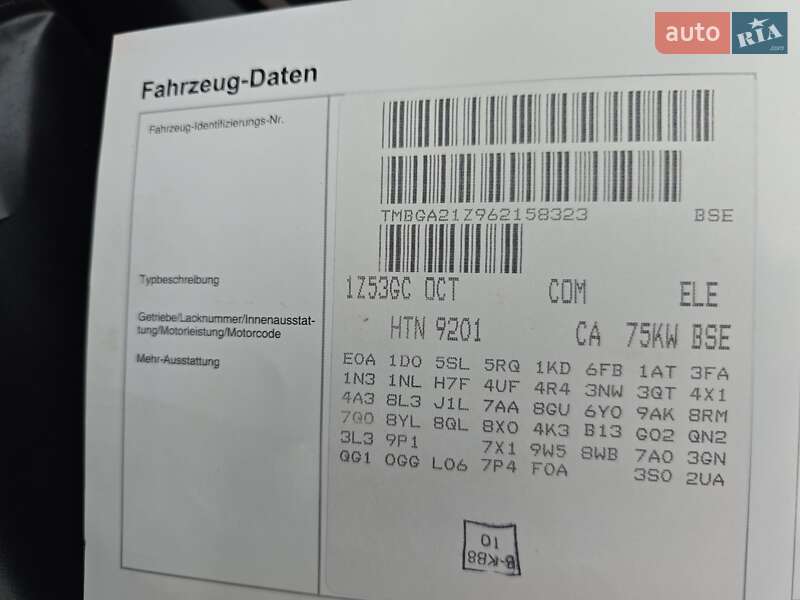 auto RIA .com
Fahrzeug-Daten
Fahrzeug-Identifizierungs-Nr.
TMBGA21Z962158323 BSE
Typbeschreibung
1Z53GC OCT COM ELE
Getriebe/Lacknummer/Innenausstat-
tung/Motorleistung/Motorcode
HTN 9201 CA 75KW BSE
Mehr-Ausstattung
E0A 1D0 5SL 5RQ 1KD 6FB 1AT 3FA
1N3 1NL H7F 4UF 4R4 3NW 3QT 4X1
4A3 8L3 J1L 7AA 8GU 6Y0 9AK 8RM
7Q0 8YL 8QL 8X0 4K3 B13 G02 QN2
3L3 9P1 7X1 9W5 8WB 7A0 3GN
QG1 0GG L06 7P4 F0A 3S0 2UA
B-KB8
10